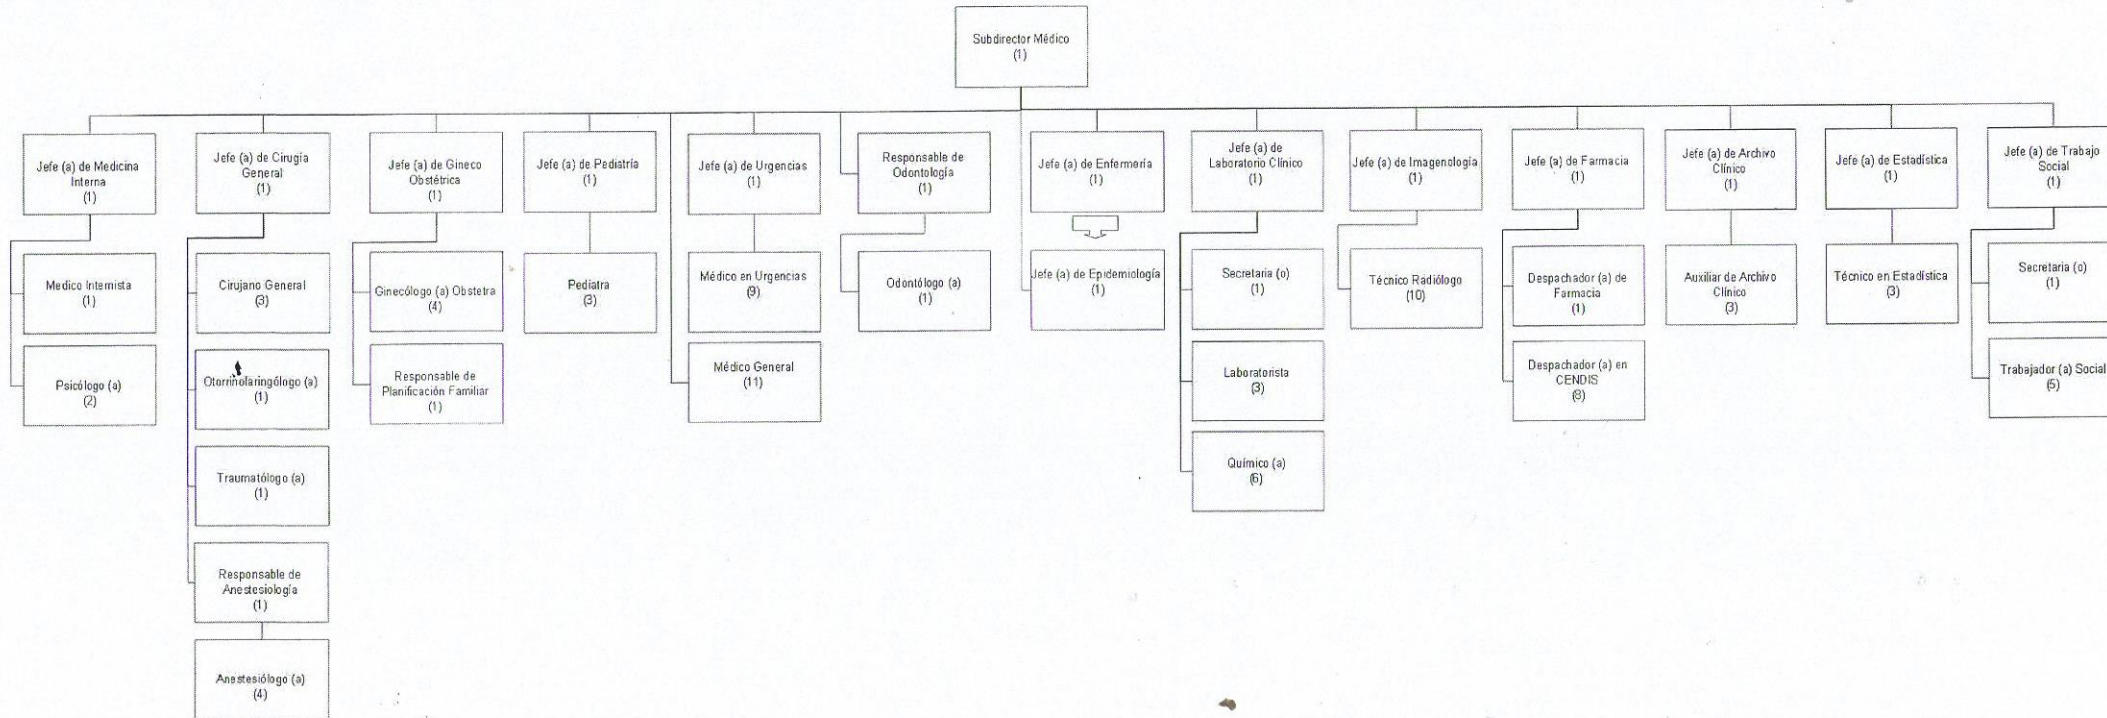 Subdirector Médico
(1)
Jefe (a) de Medicina
Interna
(1)
Jefe (a) de Cirugía
General
(1)
Jefe (a) de Gineco
Obstétrica
(1)
Jefe (a) de Pediatría
(1)
Jefe (a) de Urgencias
(1)
Responsable de
Odontología
(1)
Jefe (a) de Enfermería
(1)
Jefe (a) de
Laboratorio Clínico
(1)
Jefe (a) de Imagenología
(1)
Jefe (a) de Farmacia
(1)
Jefe (a) de Archivo
Clínico
(1)
Jefe (a) de Estadística
(1)
Jefe (a) de Trabajo
Social
(1)
Medico Internista
(1)
Cirujano General
(3)
Ginecólogo (a) Obstetra
(4)
Pediatra
(3)
Médico en Urgencias
(9)
Odontólogo (a)
(1)
Jefe (a) de Epidemiología
(1)
Secretaria (o)
(1)
Técnico Radiólogo
(10)
Despachador (a) de
Farmacia
(1)
Auxiliar de Archivo
Clínico
(3)
Técnico en Estadística
(3)
Secretaria (o)
(1)
Psicólogo (a)
(2)
Otorrinolaringólogo (a)
(1)
Responsable de
Planificación Familiar
(1)
Médico General
(11)
Laboratorista
(3)
Despachador (a) en
CENDIS
(8)
Trabajador (a) Social
(5)
Traumatólogo (a)
(1)
Químico (a)
(6)
Responsable de
Anestesiología
(1)
Anestesiólogo (a)
(4)